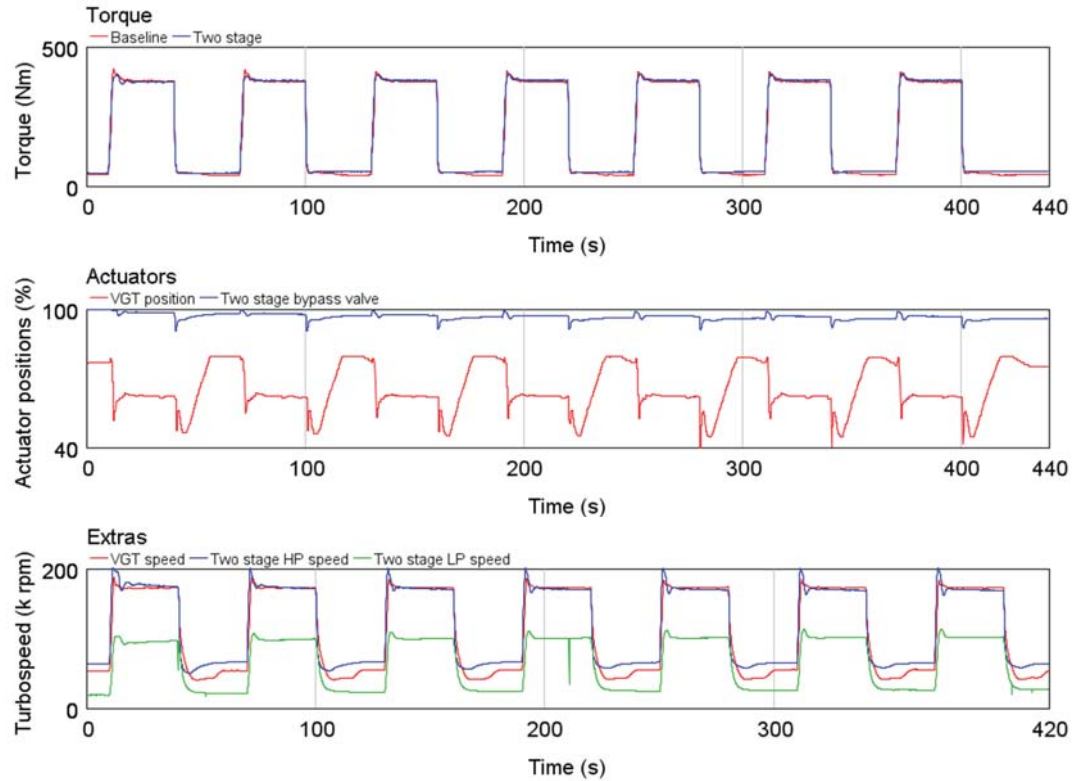 Torque
Baseline Two stage
500
Torque (Nm)
0
0 100 200 300 400 440
Time (s)
Actuators
VGT position Two stage bypass valve
100
Actuator positions (%)
40
0 100 200 300 400 440
Time (s)
Extras
VGT speed Two stage HP speed Two stage LP speed
200
Turbospeed (k rpm)
0
0 100 200 300 420
Time (s)